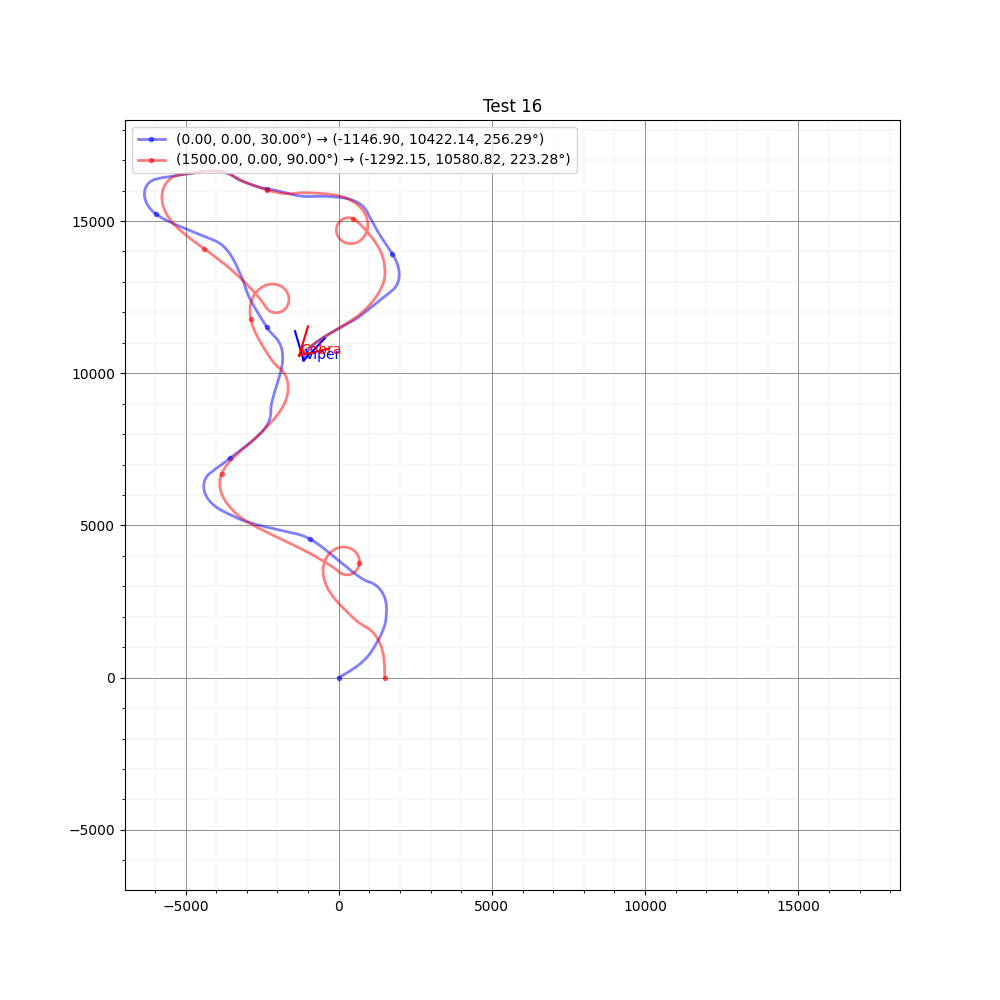 Test 16
(0.00, 0.00, 30.00°) → (-1146.90, 10422.14, 256.29°)
(1500.00, 0.00, 90.00°) → (-1292.15, 10580.82, 223.28°)
15000
10000
5000
0
−5000
Viper
−5000 0 5000 10000 15000